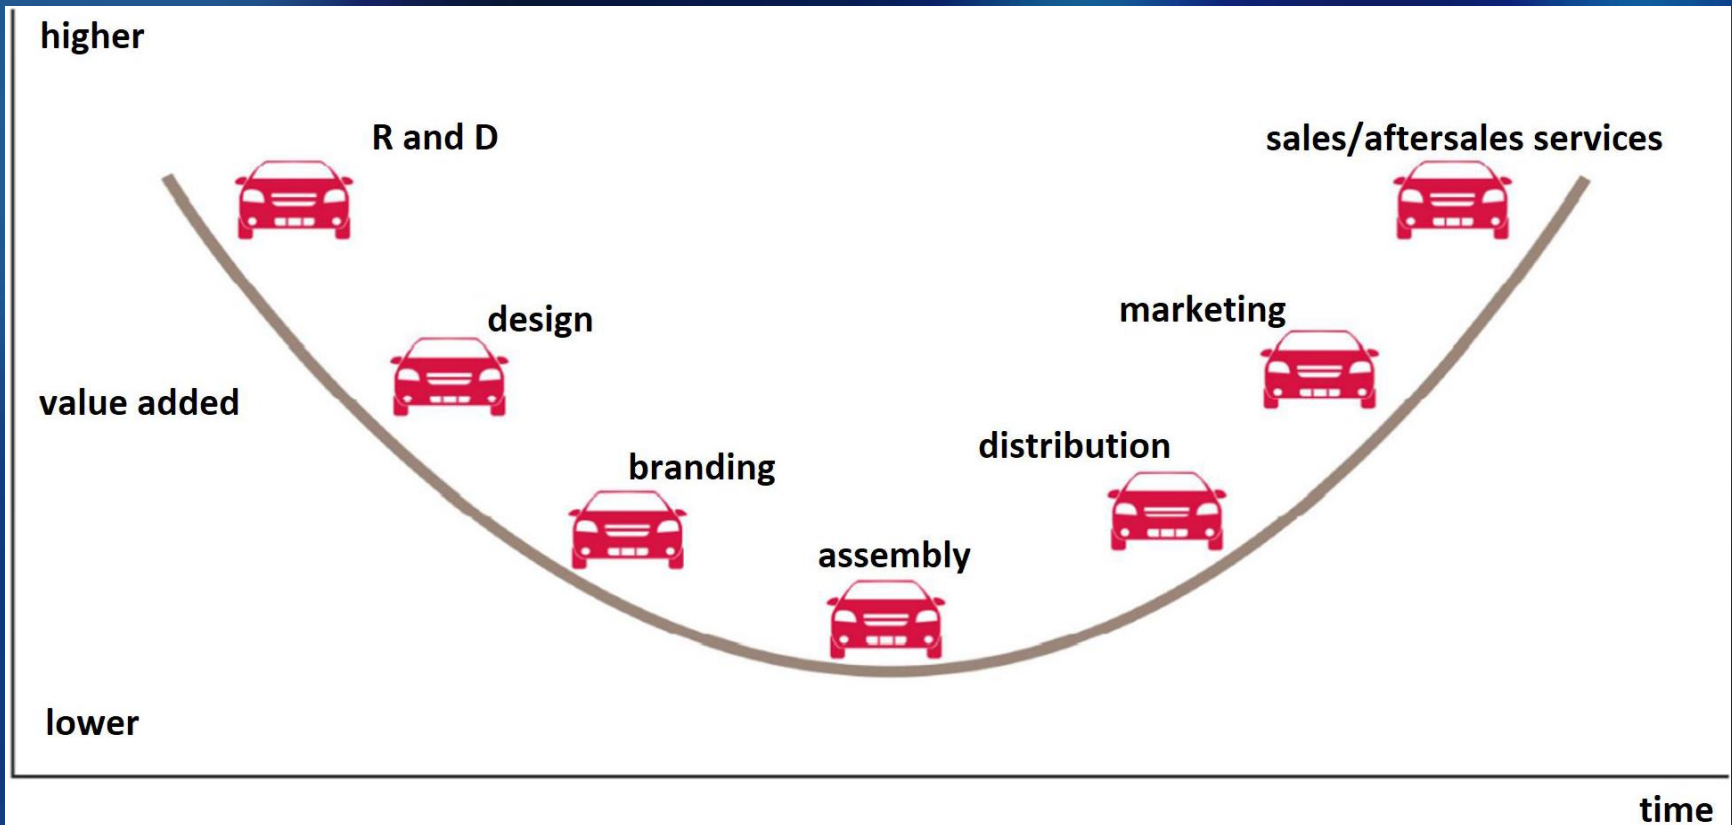 higher
R and D
sales/aftersales services
marketing
design
value added
distribution
branding
assembly
lower
time